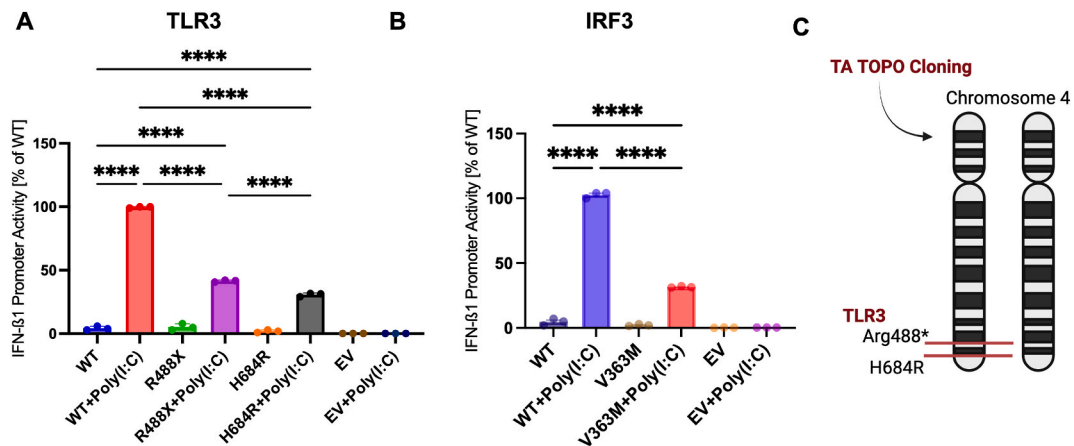 A
TLR3
****
****
****
****
****
****
IFN-ß1 Promoter Activity [% of WT]
150
100
50
0
WT
WT+Poly(I:C)
R488X
R488X+Poly(I:C)
H684R
H684R+Poly(I:C)
EV
EV+Poly(I:C)
B
IRF3
****
****
****
IFN-ß1 Promoter Activity [% of WT]
150
100
50
0
WT
WT+Poly(I:C)
V363M
V363M+Poly(I:C)
EV
EV+Poly(I:C)
C
TA TOPO Cloning
Chromosome 4
TLR3
Arg488*
H684R